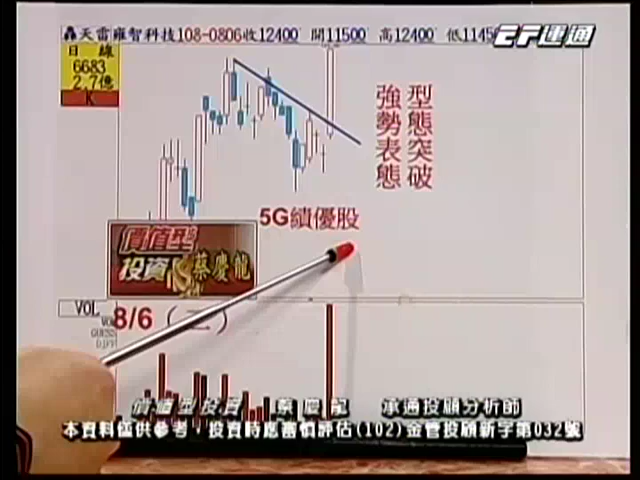 天雷雍智科技108-0806收12400 開11500 高12400 低1145
EF運通
日 線
6683
2.7億
K
型態突破
強勢表態
5G績優股
價值型
投資 蔡慶龍
VOL
8/6(二)
價值型投資 蔡慶龍 承通投顧分析師
本資料僅供參考,投資時應審慎評估(102)金管投顧新字第032號